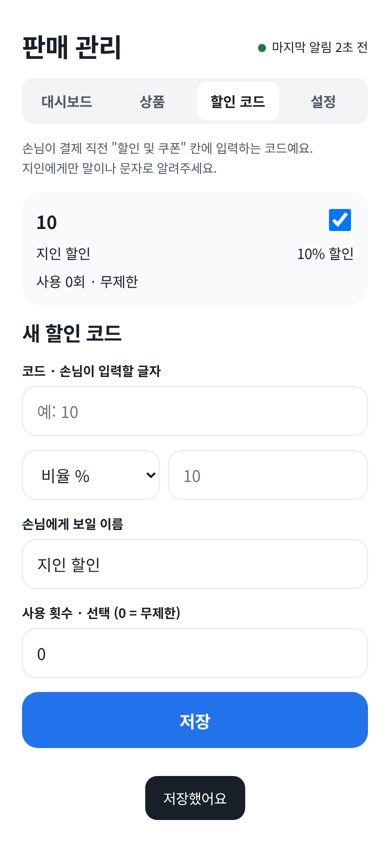 판매 관리
마지막 알림 2초 전
대시보드
상품
할인 코드
설정
손님이 결제 직전 "할인 및 쿠폰" 칸에 입력하는 코드예요.
지인에게만 말이나 문자로 알려주세요.
10
지인 할인
10% 할인
사용 0회 · 무제한
새 할인 코드
코드 · 손님이 입력할 글자
예: 10
비율 %
10
손님에게 보일 이름
지인 할인
사용 횟수 · 선택 (0 = 무제한)
0
저장
저장했어요